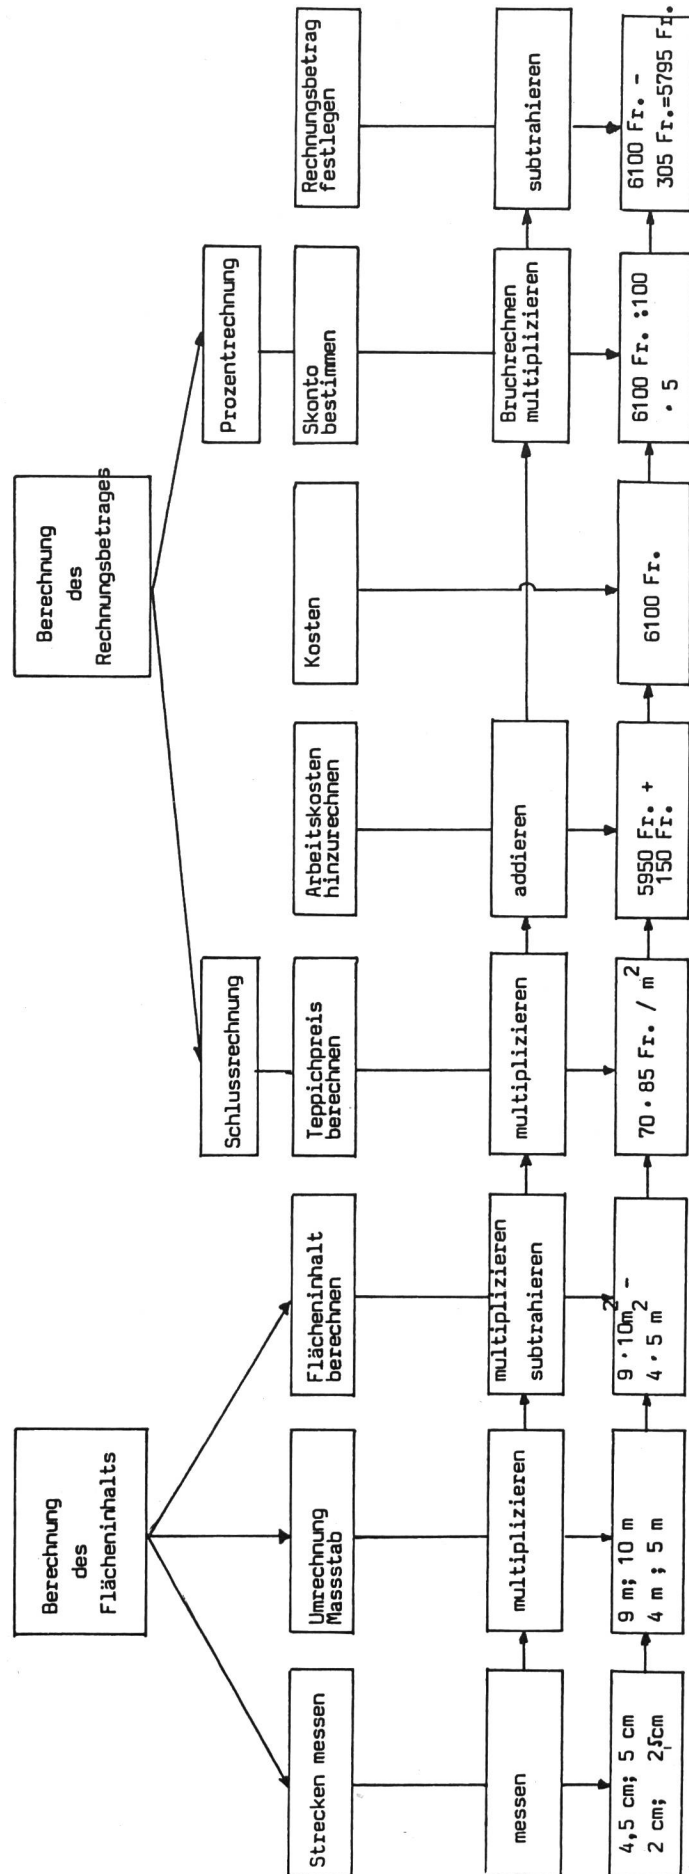 Berechnung
des
Flächeninhalts
Berechnung
des
Rechnungsbetrages
Schlussrechnung
Prozentrechnung
Strecken messen
Umrechnung
Massstab
Flächeninhalt
berechnen
Teppichpreis
berechnen
Arbeitskosten
hinzurechnen
Kosten
Skonto
bestimmen
Rechnungsbetrag
festlegen
messen
multiplizieren
multiplizieren
subtrahieren
multiplizieren
addieren
Bruchrechnen
multiplizieren
subtrahieren
4,5 cm; 5 cm
2 cm; 2,5cm
9 m; 10 m
4 m ; 5 m
9 · 10m² -
4 · 5 m²
70 · 85 Fr. / m²
5950 Fr. +
150 Fr.
6100 Fr.
6100 Fr. :100
· 5
6100 Fr. -
305 Fr.=5795 Fr.